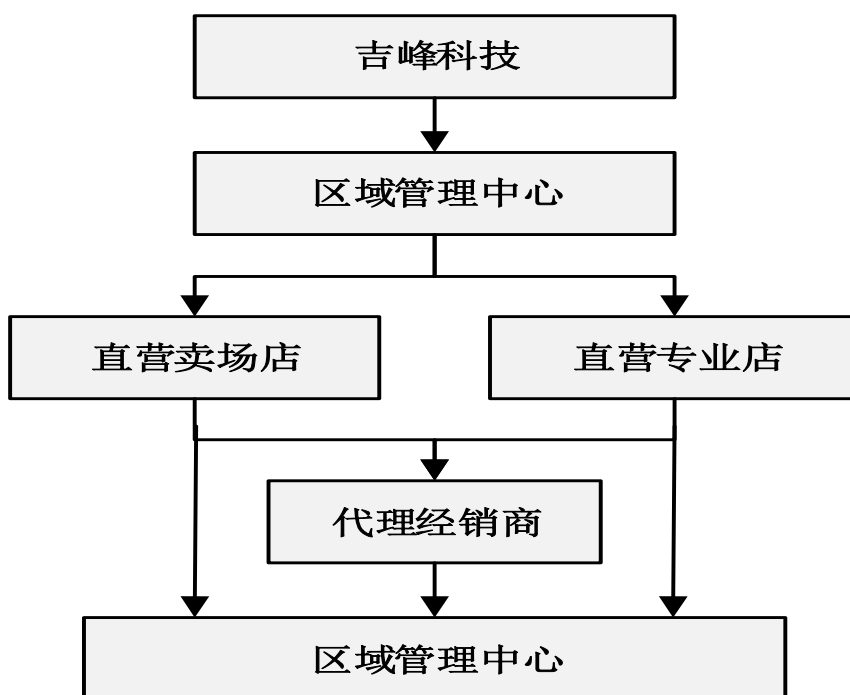 吉峰科技
区域管理中心
直营卖场店
直营专业店
代理经销商
区域管理中心